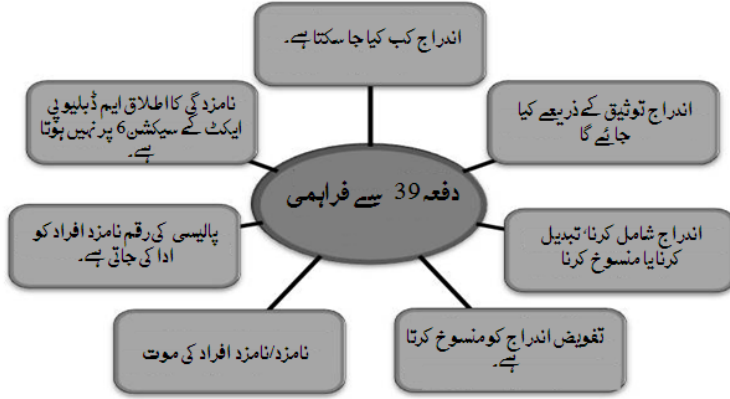 اندراج کب کیا جا سکتا ہے۔
اندراج توثیق کے ذریعے کیا
جائے گا
اندراج شامل کرنا، تبدیل
کرنا یا منسوخ کرنا
تفویض اندراج کو منسوخ کرتا
ہے۔
نامزد/نامزد افراد کی موت
پالیسی کی رقم نامزد افراد کو
ادا کی جاتی ہے۔
نامزدگی کا اطلاق ایم ڈبلیو پی
ایکٹ کے سیکشن 6 پر نہیں ہوتا
ہے۔
دفعہ 39 سے فراہمی